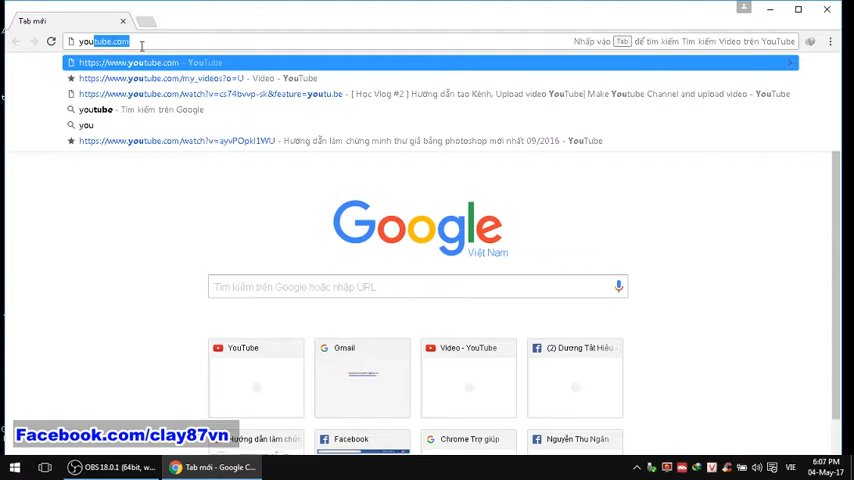 Tab mới
youtube.com
Nhấp vào Tab để tìm kiếm Tìm kiếm Video trên YouTube
https://www.youtube.com - YouTube
https://www.youtube.com/my_videos?o=U - Video - YouTube
https://www.youtube.com/watch?v=cs74bvvp-sk&feature=youtu.be - [ Học Vlog #2 ] Hướng dẫn tạo Kênh, Upload video YouTube| Make Youtube Channel and upload video - YouTube
youtube - Tìm kiếm trên Google
you
https://www.youtube.com/watch?v=ayvPOpkI1WU - Hướng dẫn làm chứng minh thư giả bằng photoshop mới nhất 09/2016 - YouTube
Google
Việt Nam
Tìm kiếm trên Google hoặc nhập URL
YouTube
Gmail
Video - YouTube
(2) Dương Tất Hiếu -
Facebook.com/clay87vn
Hướng dẫn làm chứn
Facebook
Chrome Trợ giúp
Nguyễn Thu Ngân
OBS 18.0.1 (64bit, w...
Tab mới - Google C...
VIE
6:07 PM
04-May-17